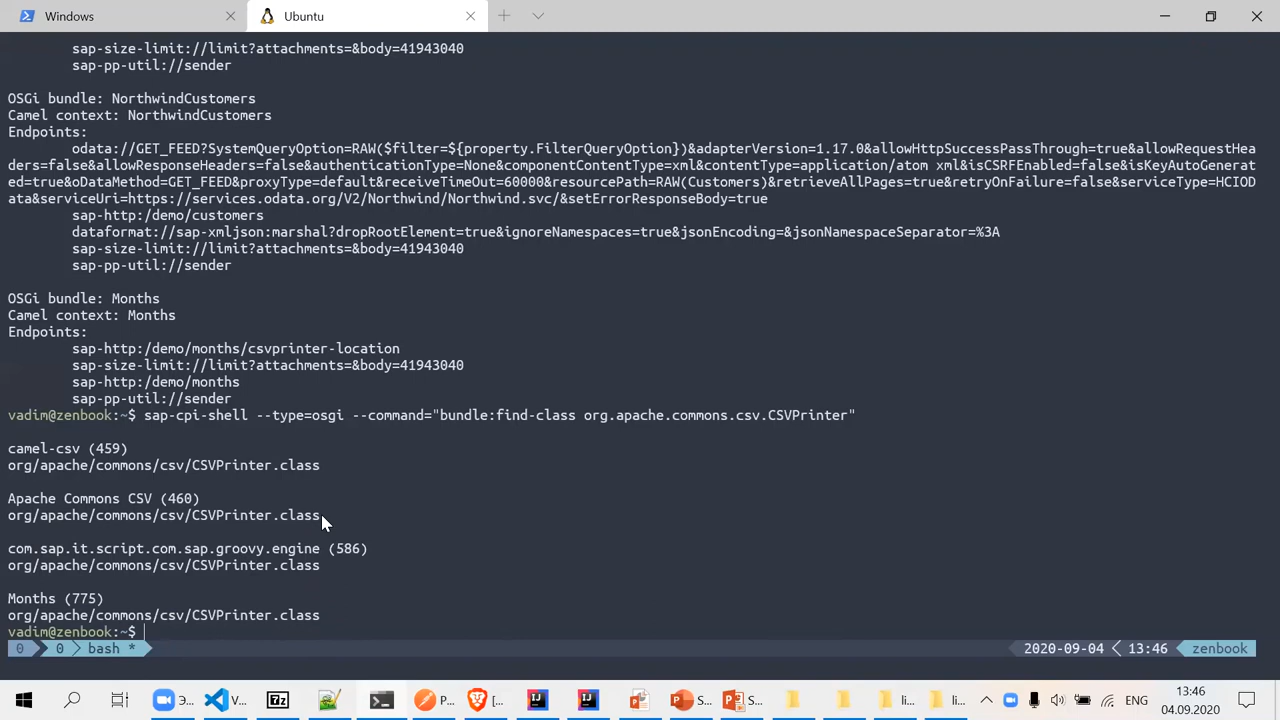 Windows
Ubuntu
sap-size-limit://limit?attachments=&body=41943040
sap-pp-util://sender
OSGi bundle: NorthwindCustomers
Camel context: NorthwindCustomers
Endpoints:
odata://GET_FEED?SystemQueryOption=RAW($filter=${property.FilterQueryOption})&adapterVersion=1.17.0&allowHttpSuccessPassThrough=true&allowRequestHea
ders=false&allowResponseHeaders=false&authenticationType=None&componentContentType=xml&contentType=application/atom xml&isCSRFEnabled=false&isKeyAutoGenerat
ed=true&oDataMethod=GET_FEED&proxyType=default&receiveTimeOut=60000&resourcePath=RAW(Customers)&retrieveAllPages=true&retryOnFailure=false&serviceType=HCIOD
ata&serviceUri=https://services.odata.org/V2/Northwind/Northwind.svc/&setErrorResponseBody=true
sap-http:/demo/customers
dataformat://sap-xmljson:marshal?dropRootElement=true&ignoreNamespaces=true&jsonEncoding=&jsonNamespaceSeparator=%3A
sap-size-limit://limit?attachments=&body=41943040
sap-pp-util://sender
OSGi bundle: Months
Camel context: Months
Endpoints:
sap-http:/demo/months/csvprinter-location
sap-size-limit://limit?attachments=&body=41943040
sap-http:/demo/months
sap-pp-util://sender
vadim@zenbook:~$ sap-cpi-shell --type=osgi --command="bundle:find-class org.apache.commons.csv.CSVPrinter"
camel-csv (459)
org/apache/commons/csv/CSVPrinter.class
Apache Commons CSV (460)
org/apache/commons/csv/CSVPrinter.class
com.sap.it.script.com.sap.groovy.engine (586)
org/apache/commons/csv/CSVPrinter.class
Months (775)
org/apache/commons/csv/CSVPrinter.class
vadim@zenbook:~$
0 0 bash * 2020-09-04 13:46 zenbook
Э... V... 7z P... [... S... S... li... li... ENG 13:46
04.09.2020